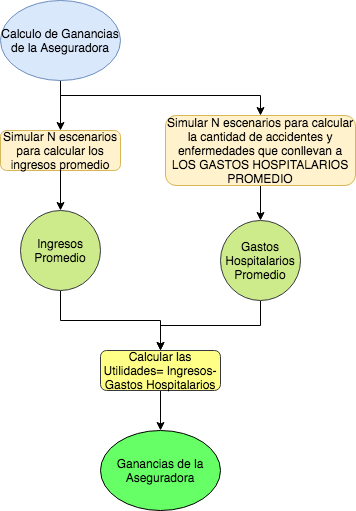 Calculo de Ganancias
de la Aseguradora
Simular N escenarios
para calcular los
ingresos promedio
Simular N escenarios para calcular
la cantidad de accidentes y
enfermedades que conllevan a
LOS GASTOS HOSPITALARIOS
PROMEDIO
Ingresos
Promedio
Gastos
Hospitalarios
Promedio
Calcular las
Utilidades= Ingresos-
Gastos Hospitalarios
Ganancias de la
Aseguradora